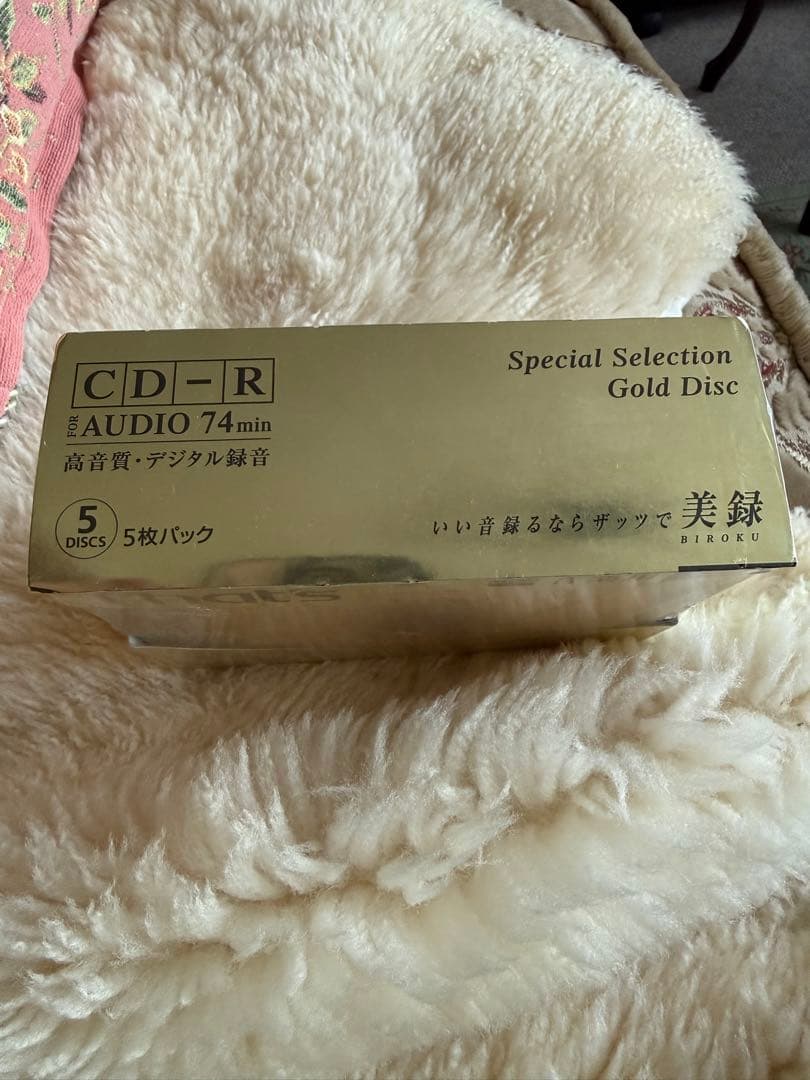 CD-R
FOR AUDIO 74min
高音質・デジタル録音
5 DISCS 5枚パック
Special Selection
Gold Disc
いい音録るならザッツで 美録
BIROKU